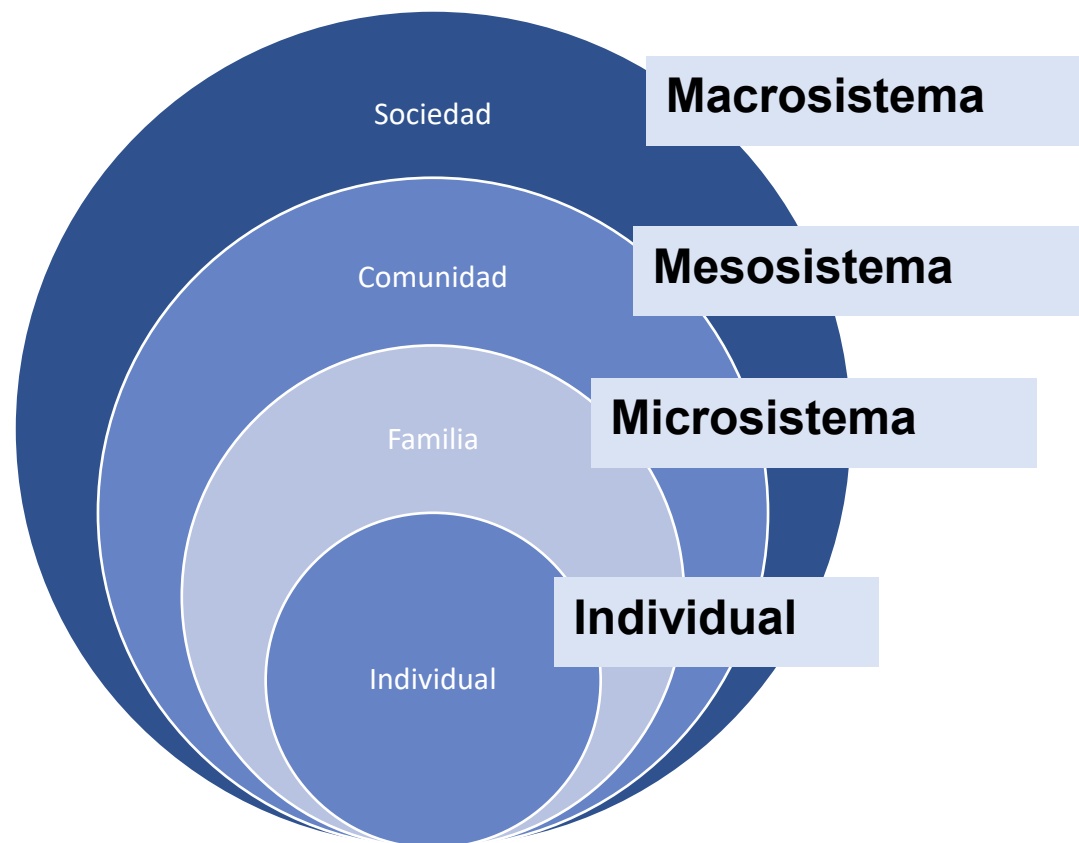 Sociedad
Macrosistema
Comunidad
Mesosistema
Familia
Microsistema
Individual
Individual